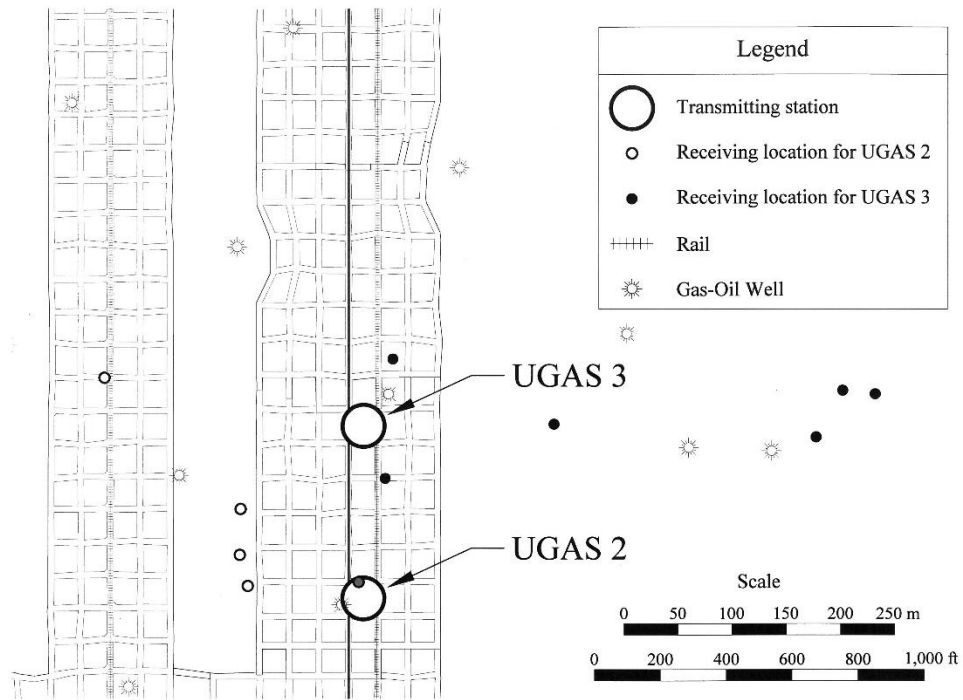 Legend
Transmitting station
Receiving location for UGAS 2
Receiving location for UGAS 3
Rail
Gas-Oil Well
UGAS 3
UGAS 2
Scale
0 50 100 150 200 250 m
0 200 400 600 800 1,000 ft